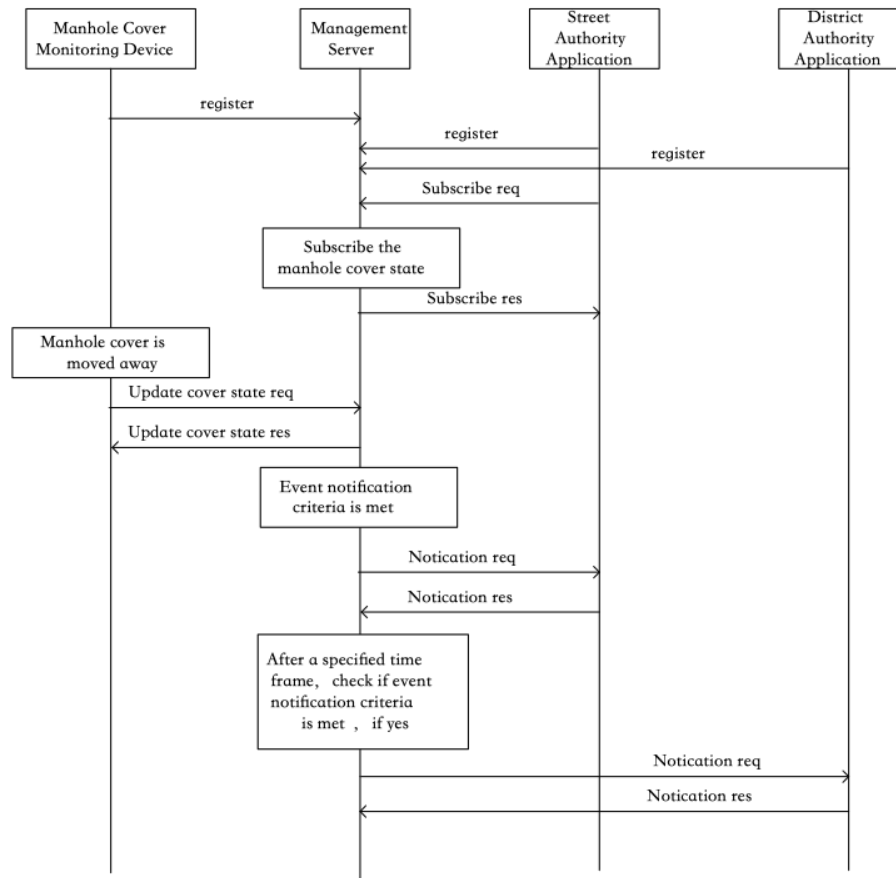 Manhole Cover
Monitoring Device
Management
Server
Street
Authority
Application
District
Authority
Application
register
register
register
Subscribe req
Subscribe the
manhole cover state
Subscribe res
Manhole cover is
moved away
Update cover state req
Update cover state res
Event notification
criteria is met
Notication req
Notication res
After a specified time
frame, check if event
notification criteria
is met , if yes
Notication req
Notication res